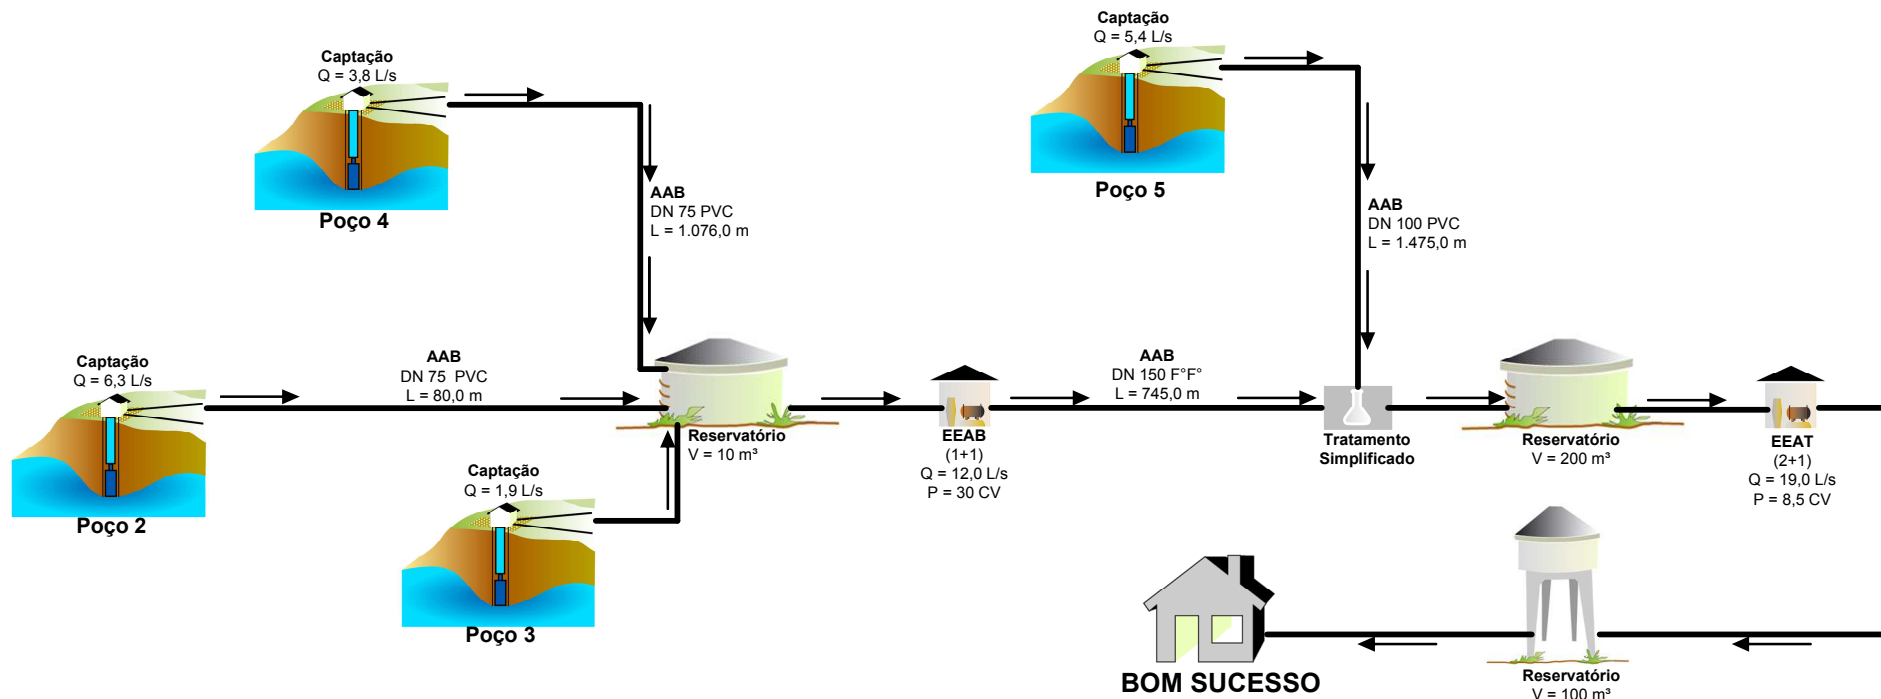 Captação
Q = 3,8 L/s
Poço 4
AAB
DN 75 PVC
L = 1.076,0 m
Captação
Q = 5,4 L/s
Poço 5
AAB
DN 100 PVC
L = 1.475,0 m
Captação
Q = 6,3 L/s
Poço 2
AAB
DN 75 PVC
L = 80,0 m
Captação
Q = 1,9 L/s
Poço 3
Reservatório
V = 10 m³
EEAB
(1+1)
Q = 12,0 L/s
P = 30 CV
AAB
DN 150 F°F°
L = 745,0 m
Tratamento
Simplificado
Reservatório
V = 200 m³
EEAT
(2+1)
Q = 19,0 L/s
P = 8,5 CV
Reservatório
V = 100 m³
BOM SUCESSO